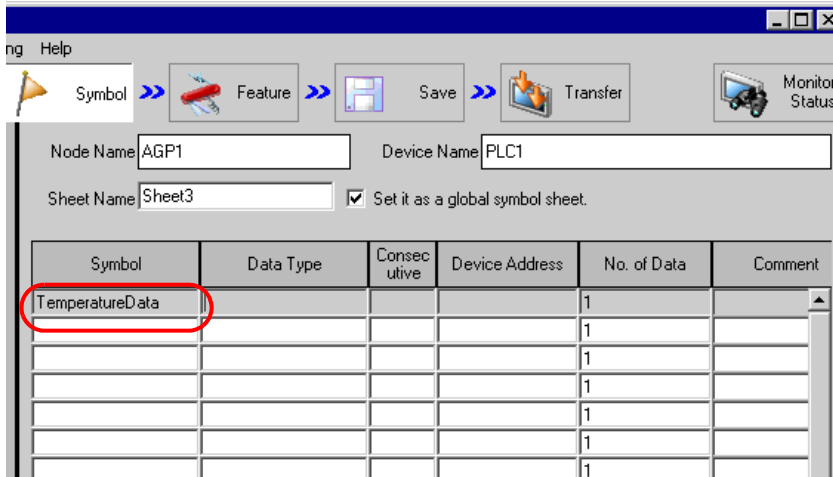 ng Help
Symbol » Feature » Save » Transfer Monitor Status
Node Name AGP1 Device Name PLC1
Sheet Name Sheet3 Set it as a global symbol sheet.
Symbol Data Type Consecutive Device Address No. of Data Comment
TemperatureData 1
1
1
1
1
1
1